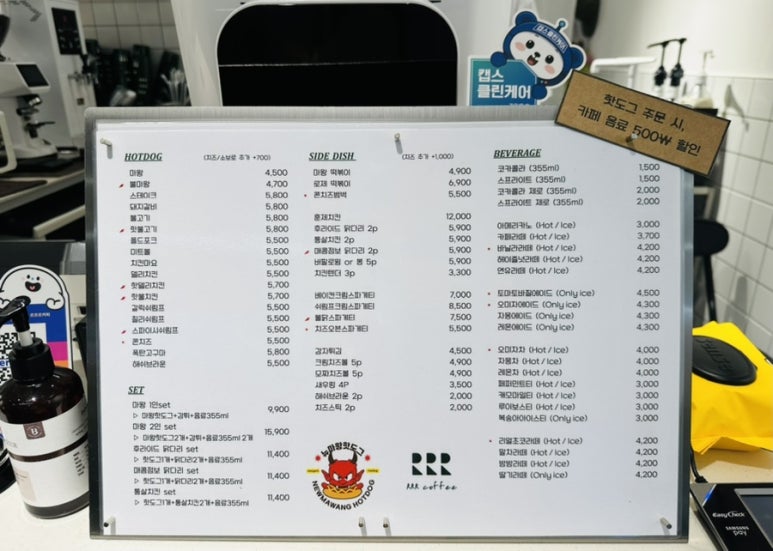 캡스클린케어
캡스
클린케어
핫도그 주문 시,
카페 음료 500₩ 할인
HOTDOG (치즈/소보로 추가 +700)
마왕 4,500
불마왕 4,700
스테이크 5,800
돼지갈비 5,800
불고기 5,800
핫불고기 5,800
풀드포크 5,500
미트볼 5,500
치킨마요 5,500
델리치킨 5,500
핫델리치킨 5,700
핫불치킨 5,700
갈릭쉬림프 5,500
칠리쉬림프 5,500
스파이시쉬림프 5,500
콘치즈 5,500
폭탄고구마 5,800
해쉬브라운 5,500
SET
마왕 1인set 9,900
▷ 마왕핫도그+감튀+음료355ml
마왕 2인 set 15,900
▷ 마왕핫도그2개+감튀+음료355ml 2개
후라이드 닭다리 set 11,400
▷ 핫도그1개+닭다리2개+음료355ml
매콤점보 닭다리 set 11,400
▷ 핫도그1개+닭다리2개+음료355ml
통살치킨 set 11,400
▷ 핫도그1개+통살치킨2개+음료355ml
SIDE DISH (치즈 추가 +1,000)
마왕 떡볶이 4,900
로제 떡볶이 6,900
콘치즈범벅 5,500
훈제치킨 12,000
후라이드 닭다리 2p 5,900
통살치킨 2p 5,900
매콤점보 닭다리 2p 5,900
버팔로윙 or 봉 5p 5,900
치킨텐더 3p 3,300
베이컨크림스파게티 7,000
쉬림프크림스파게티 8,500
불닭스파게티 7,500
치즈오븐스파게티 5,500
감자튀김 4,500
크림치즈볼 5p 4,900
모짜치즈볼 5p 4,900
새우링 4P 3,500
해쉬브라운 2p 2,000
치즈스틱 2p 2,000
뉴마왕핫도그
NEWMAWANG HOTDOG
RRR
RRR coffee
BEVERAGE
코카콜라 (355ml) 1,500
스프라이트 (355ml) 1,500
코카콜라 제로 (355ml) 2,000
스프라이트 제로 (355ml) 2,000
아메리카노 (Hot / Ice) 3,000
카페라떼 (Hot / Ice) 3,700
바닐라라떼 (Hot / Ice) 4,200
헤이즐넛라떼 (Hot / Ice) 4,200
연유라떼 (Hot / Ice) 4,200
토마토바질에이드 (Only ice) 4,500
오미자에이드 (Only ice) 4,300
자몽에이드 (Only ice) 4,300
레몬에이드 (Only ice) 4,300
오미자차 (Hot / Ice) 4,000
자몽차 (Hot / Ice) 4,000
레몬차 (Hot / Ice) 4,000
페퍼민트티 (Hot / Ice) 4,000
캐모마일티 (Hot / Ice) 4,000
루이보스티 (Hot / Ice) 4,000
복숭아아이스티 (Only ice) 3,000
리얼초코라떼 (Hot / Ice) 4,200
말차라떼 (Hot / Ice) 4,200
밤밤라떼 (Hot / Ice) 4,200
딸기라떼 (Only ice) 4,200
EasyCheck
SAMSUNG
pay